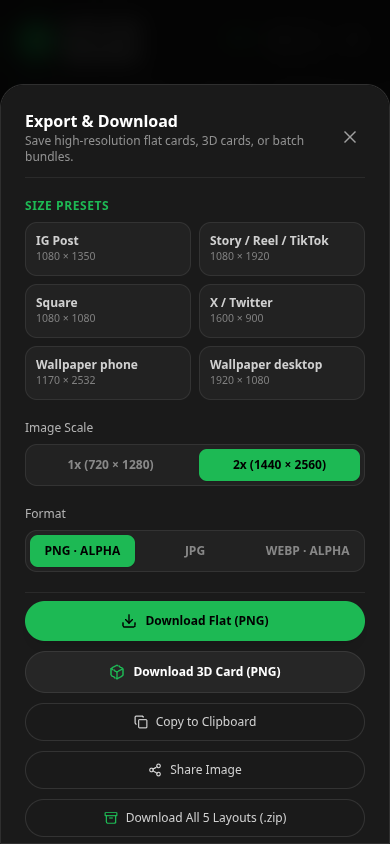 Export & Download
Save high-resolution flat cards, 3D cards, or batch
bundles.
SIZE PRESETS
IG Post
1080 × 1350
Story / Reel / TikTok
1080 × 1920
Square
1080 × 1080
X / Twitter
1600 × 900
Wallpaper phone
1170 × 2532
Wallpaper desktop
1920 × 1080
Image Scale
1x (720 × 1280)
2x (1440 × 2560)
Format
PNG · ALPHA
JPG
WEBP · ALPHA
Download Flat (PNG)
Download 3D Card (PNG)
Copy to Clipboard
Share Image
Download All 5 Layouts (.zip)